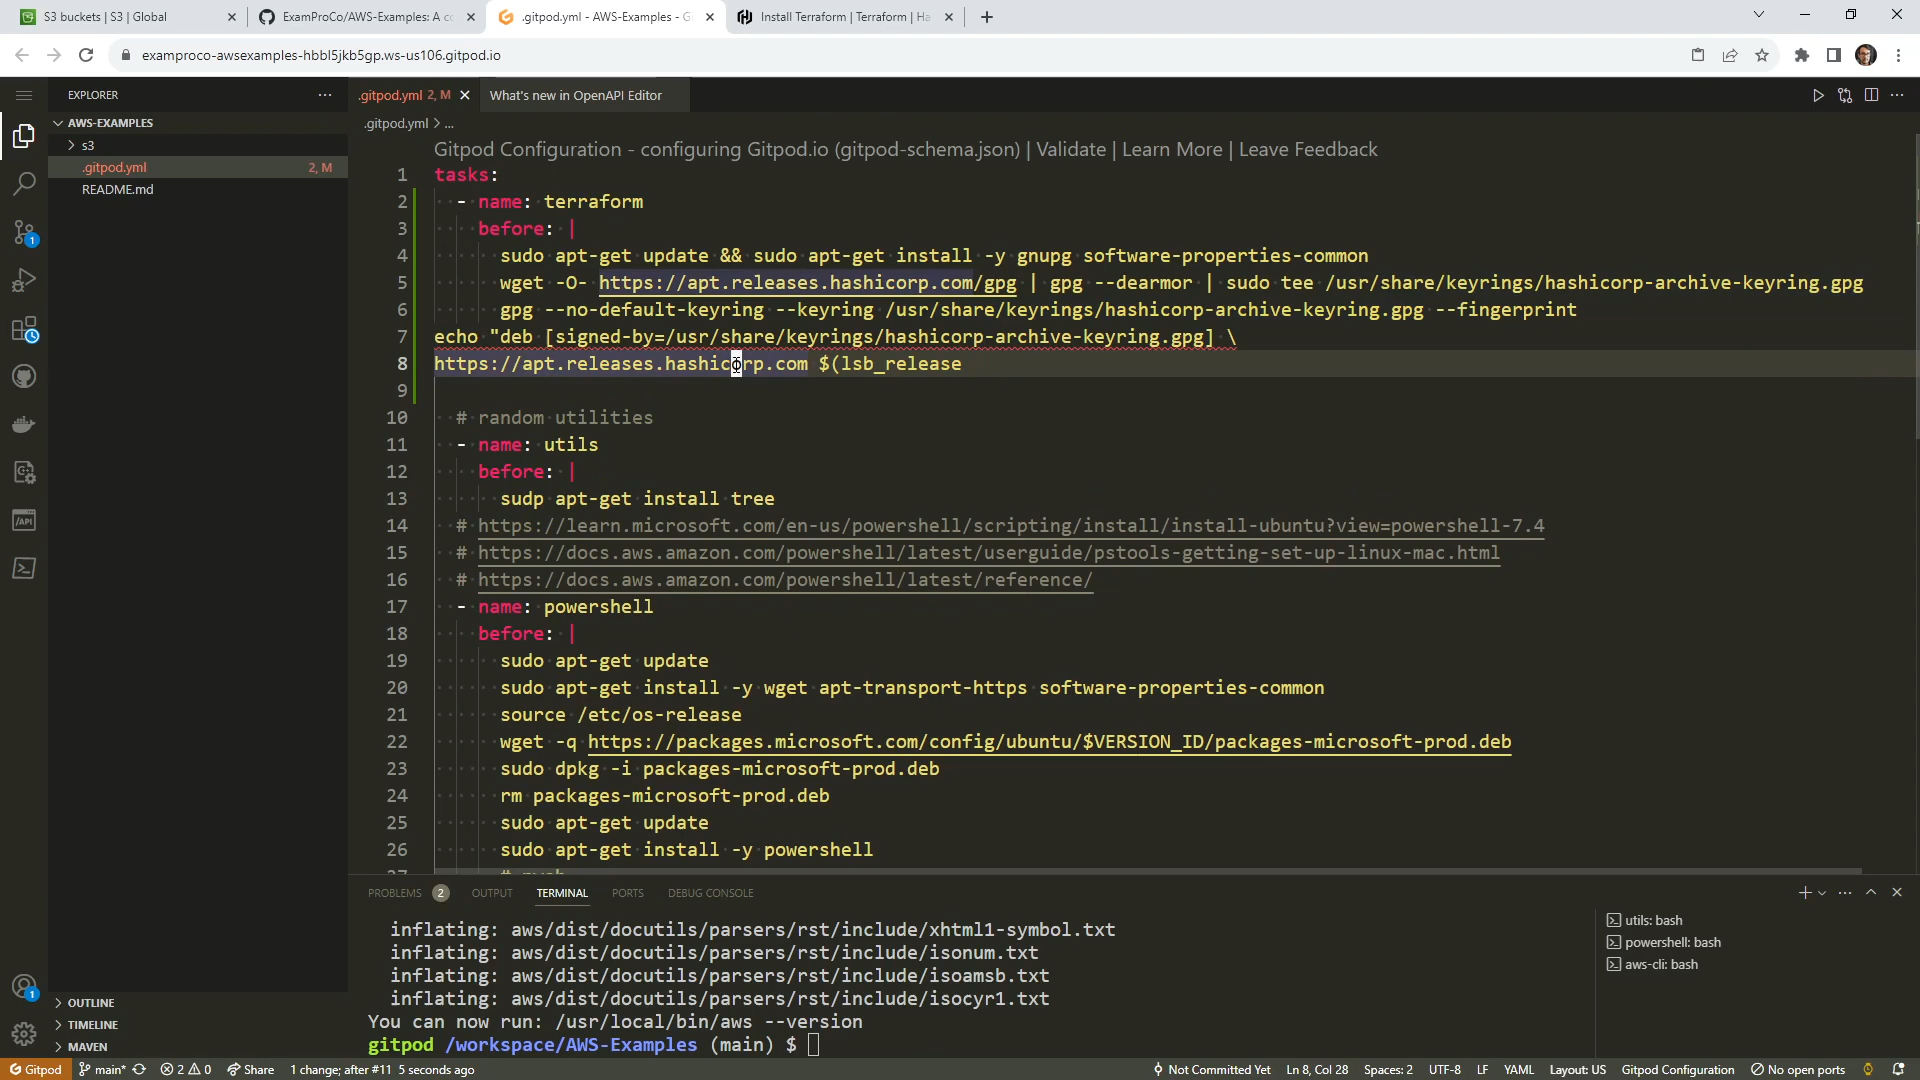 S3 buckets | S3 | Global
ExamProCo/AWS-Examples: A co
.gitpod.yml - AWS-Examples - G
Install Terraform | Terraform | Ha
examproco-awsexamples-hbbl5jkb5gp.ws-us106.gitpod.io
EXPLORER
AWS-EXAMPLES
s3
.gitpod.yml 2, M
README.md
OUTLINE
TIMELINE
MAVEN
.gitpod.yml 2, M
What's new in OpenAPI Editor
.gitpod.yml > ...
Gitpod Configuration - configuring Gitpod.io (gitpod-schema.json) | Validate | Learn More | Leave Feedback
1 tasks:
2 - name: terraform
3 before: |
4 sudo apt-get update && sudo apt-get install -y gnupg software-properties-common
5 wget -O- https://apt.releases.hashicorp.com/gpg | gpg --dearmor | sudo tee /usr/share/keyrings/hashicorp-archive-keyring.gpg
6 gpg --no-default-keyring --keyring /usr/share/keyrings/hashicorp-archive-keyring.gpg --fingerprint
7 echo "deb [signed-by=/usr/share/keyrings/hashicorp-archive-keyring.gpg] \
8 https://apt.releases.hashicorp.com $(lsb_release
9
10 # random utilities
11 - name: utils
12 before: |
13 sudp apt-get install tree
14 # https://learn.microsoft.com/en-us/powershell/scripting/install/install-ubuntu?view=powershell-7.4
15 # https://docs.aws.amazon.com/powershell/latest/userguide/pstools-getting-set-up-linux-mac.html
16 # https://docs.aws.amazon.com/powershell/latest/reference/
17 - name: powershell
18 before: |
19 sudo apt-get update
20 sudo apt-get install -y wget apt-transport-https software-properties-common
21 source /etc/os-release
22 wget -q https://packages.microsoft.com/config/ubuntu/$VERSION_ID/packages-microsoft-prod.deb
23 sudo dpkg -i packages-microsoft-prod.deb
24 rm packages-microsoft-prod.deb
25 sudo apt-get update
26 sudo apt-get install -y powershell
PROBLEMS 2 OUTPUT TERMINAL PORTS DEBUG CONSOLE
inflating: aws/dist/docutils/parsers/rst/include/xhtml1-symbol.txt
inflating: aws/dist/docutils/parsers/rst/include/isonum.txt
inflating: aws/dist/docutils/parsers/rst/include/isoamsb.txt
inflating: aws/dist/docutils/parsers/rst/include/isocyr1.txt
You can now run: /usr/local/bin/aws --version
gitpod /workspace/AWS-Examples (main) $
utils: bash
powershell: bash
aws-cli: bash
Gitpod main* 2 0 Share 1 change; after #11 5 seconds ago Not Committed Yet Ln 8, Col 28 Spaces: 2 UTF-8 LF YAML Layout: US Gitpod Configuration No open ports